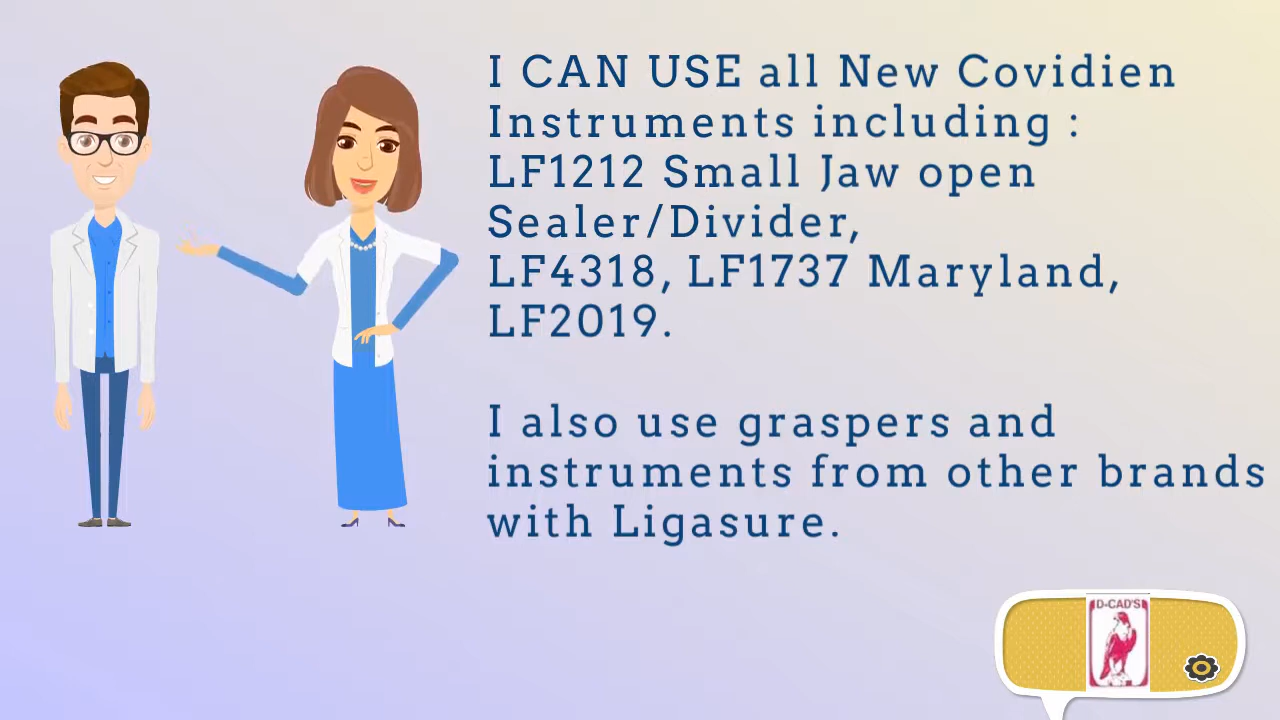 I CAN USE all New Covidien
Instruments including :
LF1212 Small Jaw open
Sealer/Divider,
LF4318, LF1737 Maryland,
LF2019.
I also use graspers and
instruments from other brands
with Ligasure.
D-CAD'S